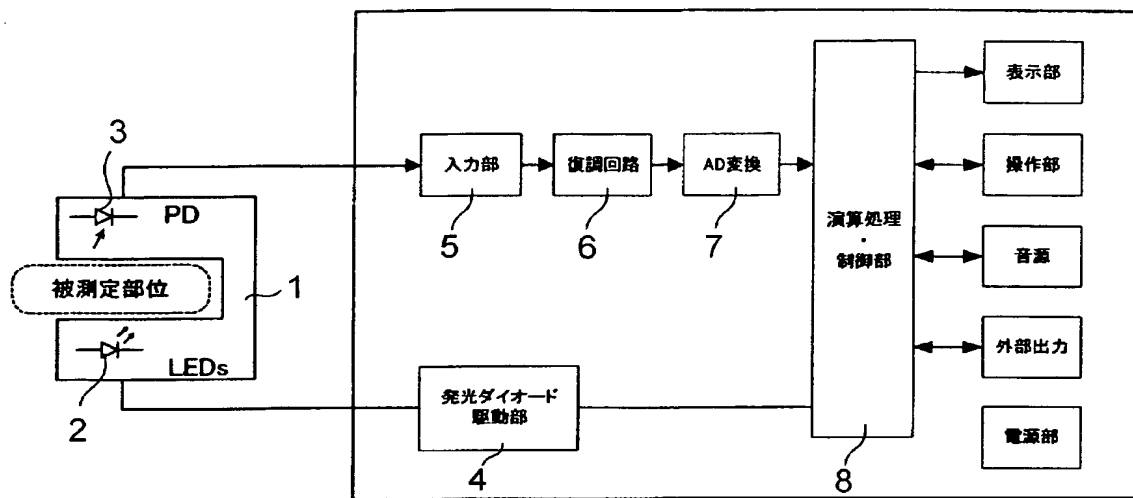 3
PD
被測定部位
1
LEDs
2
入力部
5
復調回路
6
AD変換
7
発光ダイオード
駆動部
4
演算処理
・
制御部
8
表示部
操作部
音源
外部出力
電源部